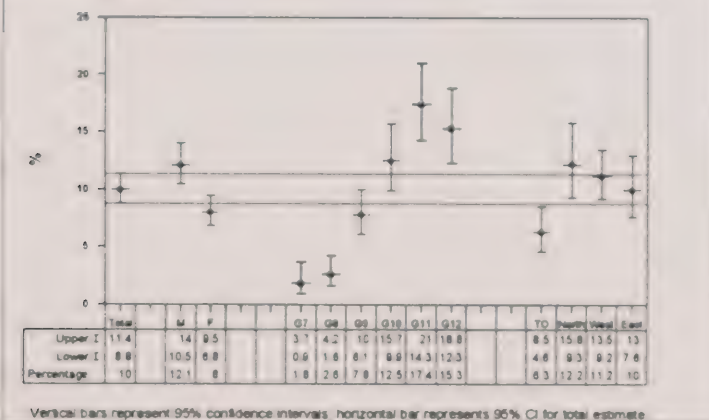 25
20
15
%
10
5
0
Total M F G7 G8 G9 G10 G11 G12 TO North West East
Upper I 11.4 14 9.5 3.7 4.2 10 15.7 21 18.8 8.5 15.8 13.5 13
Lower I 8.8 10.5 6.8 0.9 1.6 6.1 9.9 14.3 12.3 4.6 9.3 9.2 7.6
Percentage 10 12.1 8 1.8 2.6 7.8 12.5 17.4 15.3 6.3 12.2 11.2 10
Vertical bars represent 95% confidence intervals, horizontal bar represents 95% CI for total estimate